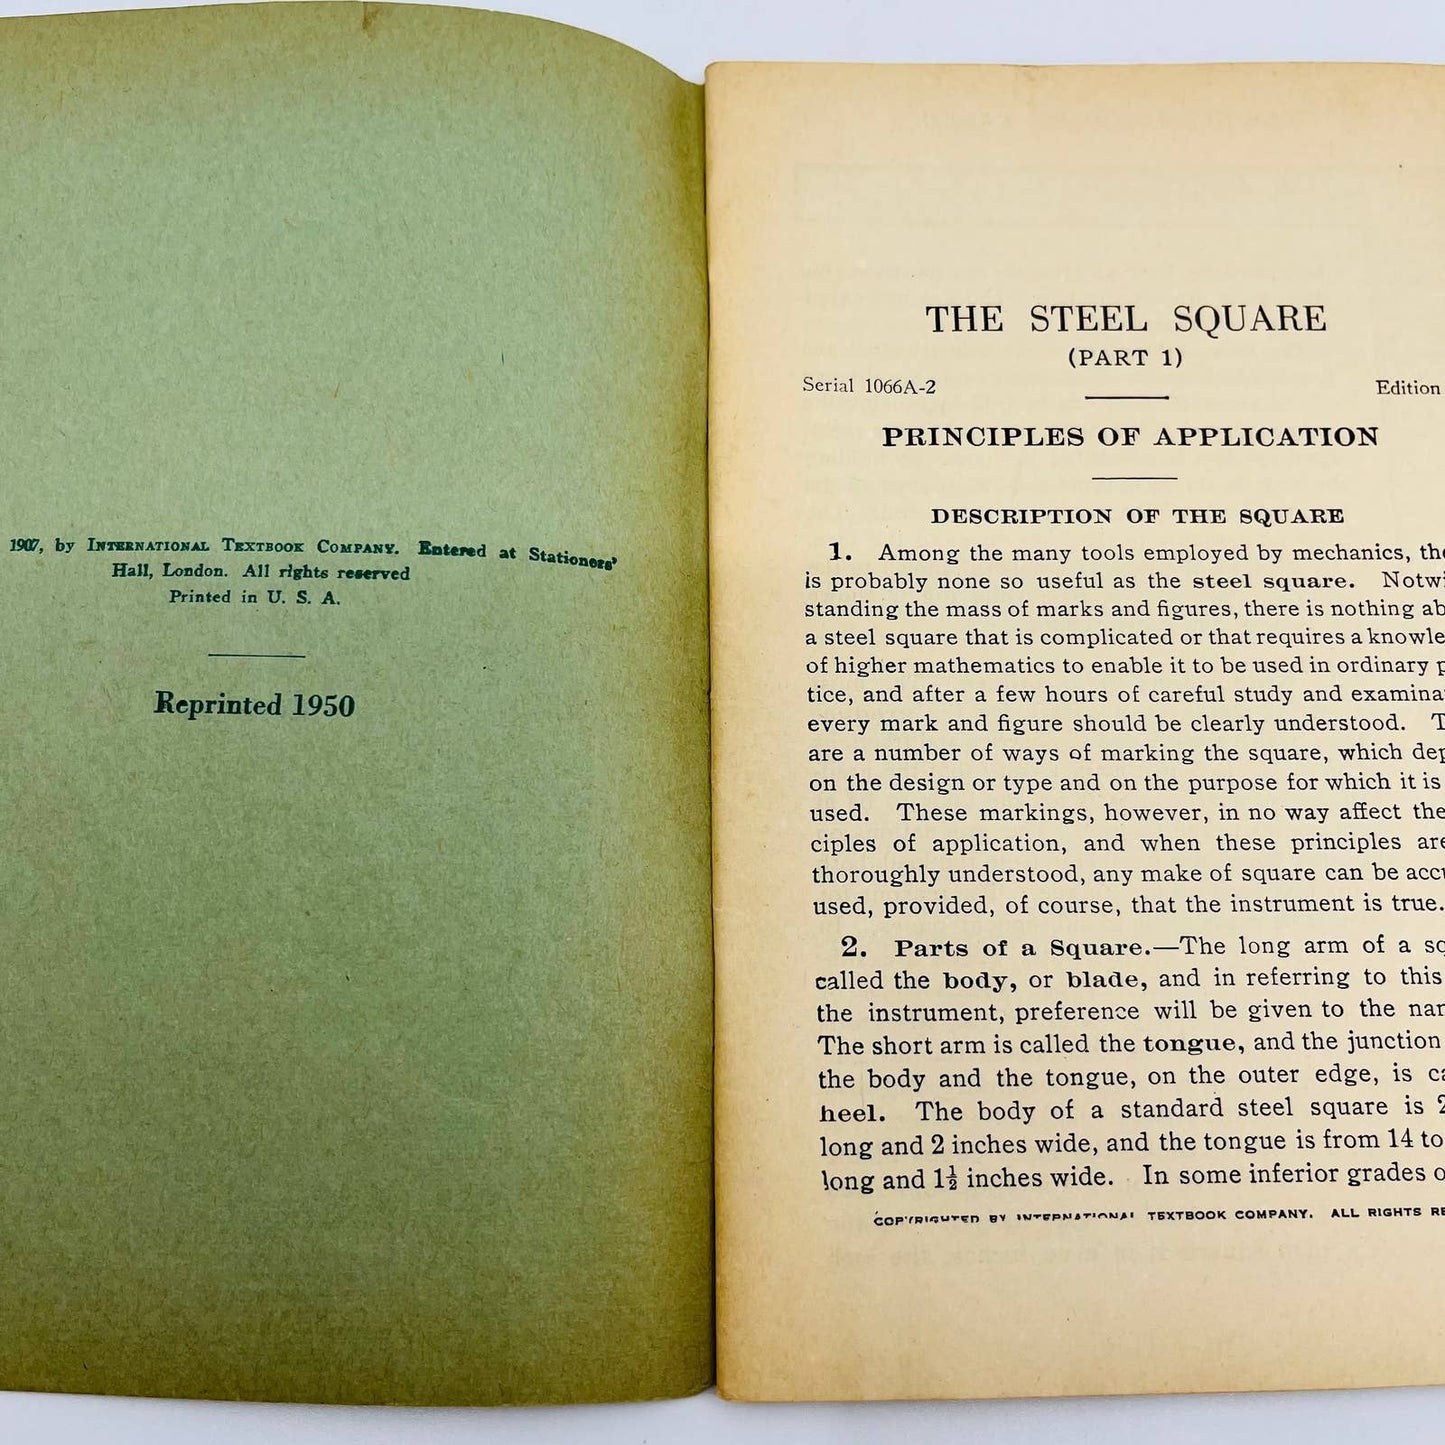 1907, by INTERNATIONAL TEXTBOOK COMPANY. Entered at Stationers'
Hall, London. All rights reserved
Printed in U. S. A.
Reprinted 1950
THE STEEL SQUARE
(PART 1)
Serial 1066A-2 Edition
PRINCIPLES OF APPLICATION
DESCRIPTION OF THE SQUARE
1. Among the many tools employed by mechanics, the
is probably none so useful as the steel square. Notwi
standing the mass of marks and figures, there is nothing ab
a steel square that is complicated or that requires a knowle
of higher mathematics to enable it to be used in ordinary p
tice, and after a few hours of careful study and examina
every mark and figure should be clearly understood. T
are a number of ways of marking the square, which dep
on the design or type and on the purpose for which it is
used. These markings, however, in no way affect the
ciples of application, and when these principles are
thoroughly understood, any make of square can be accu
used, provided, of course, that the instrument is true.
2. Parts of a Square.—The long arm of a sq
called the body, or blade, and in referring to this
the instrument, preference will be given to the nam
The short arm is called the tongue, and the junction
the body and the tongue, on the outer edge, is ca
heel. The body of a standard steel square is 2
long and 2 inches wide, and the tongue is from 14 to
long and 1½ inches wide. In some inferior grades o
COPYRIGHTED BY INTERNATIONAL TEXTBOOK COMPANY. ALL RIGHTS RE